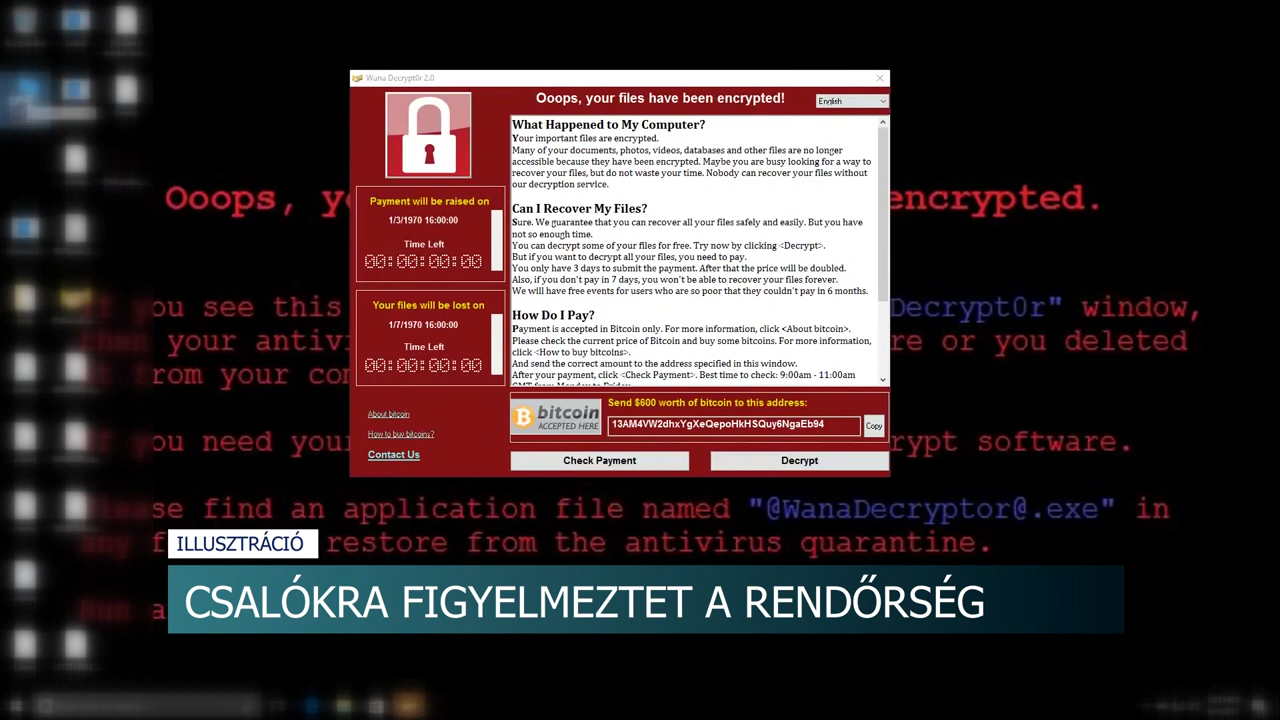 Wana Decrypt0r 2.0
Ooops, your files have been encrypted!
English
What Happened to My Computer?
Your important files are encrypted.
Many of your documents, photos, videos, databases and other files are no longer
accessible because they have been encrypted. Maybe you are busy looking for a way to
recover your files, but do not waste your time. Nobody can recover your files without
our decryption service.
Can I Recover My Files?
Sure. We guarantee that you can recover all your files safely and easily. But you have
not so enough time.
You can decrypt some of your files for free. Try now by clicking <Decrypt>.
But if you want to decrypt all your files, you need to pay.
You only have 3 days to submit the payment. After that the price will be doubled.
Also, if you don't pay in 7 days, you won't be able to recover your files forever.
We will have free events for users who are so poor that they couldn't pay in 6 months.
How Do I Pay?
Payment is accepted in Bitcoin only. For more information, click <About bitcoin>.
Please check the current price of Bitcoin and buy some bitcoins. For more information,
click <How to buy bitcoins>.
And send the correct amount to the address specified in this window.
After your payment, click <Check Payment>. Best time to check: 9:00am - 11:00am
GMT from Monday to Friday.
Payment will be raised on
1/3/1970 16:00:00
Time Left
00:00:00:00
Your files will be lost on
1/7/1970 16:00:00
Time Left
00:00:00:00
About bitcoin
How to buy bitcoins?
Contact Us
bitcoin
ACCEPTED HERE
Send $600 worth of bitcoin to this address:
13AM4VW2dhxYgXeQepoHkHSQuy6NgaEb94
Copy
Check Payment
Decrypt
Ooops, encrypted.
you see this Decrypt0r" window,
your or you deleted
from your
you need your software.
find an application file named "@WanaDecryptor@.exe" in
restore from the antivirus quarantine.
ILLUSZTRÁCIÓ
CSALÓKRA FIGYELMEZTET A RENDŐRSÉG